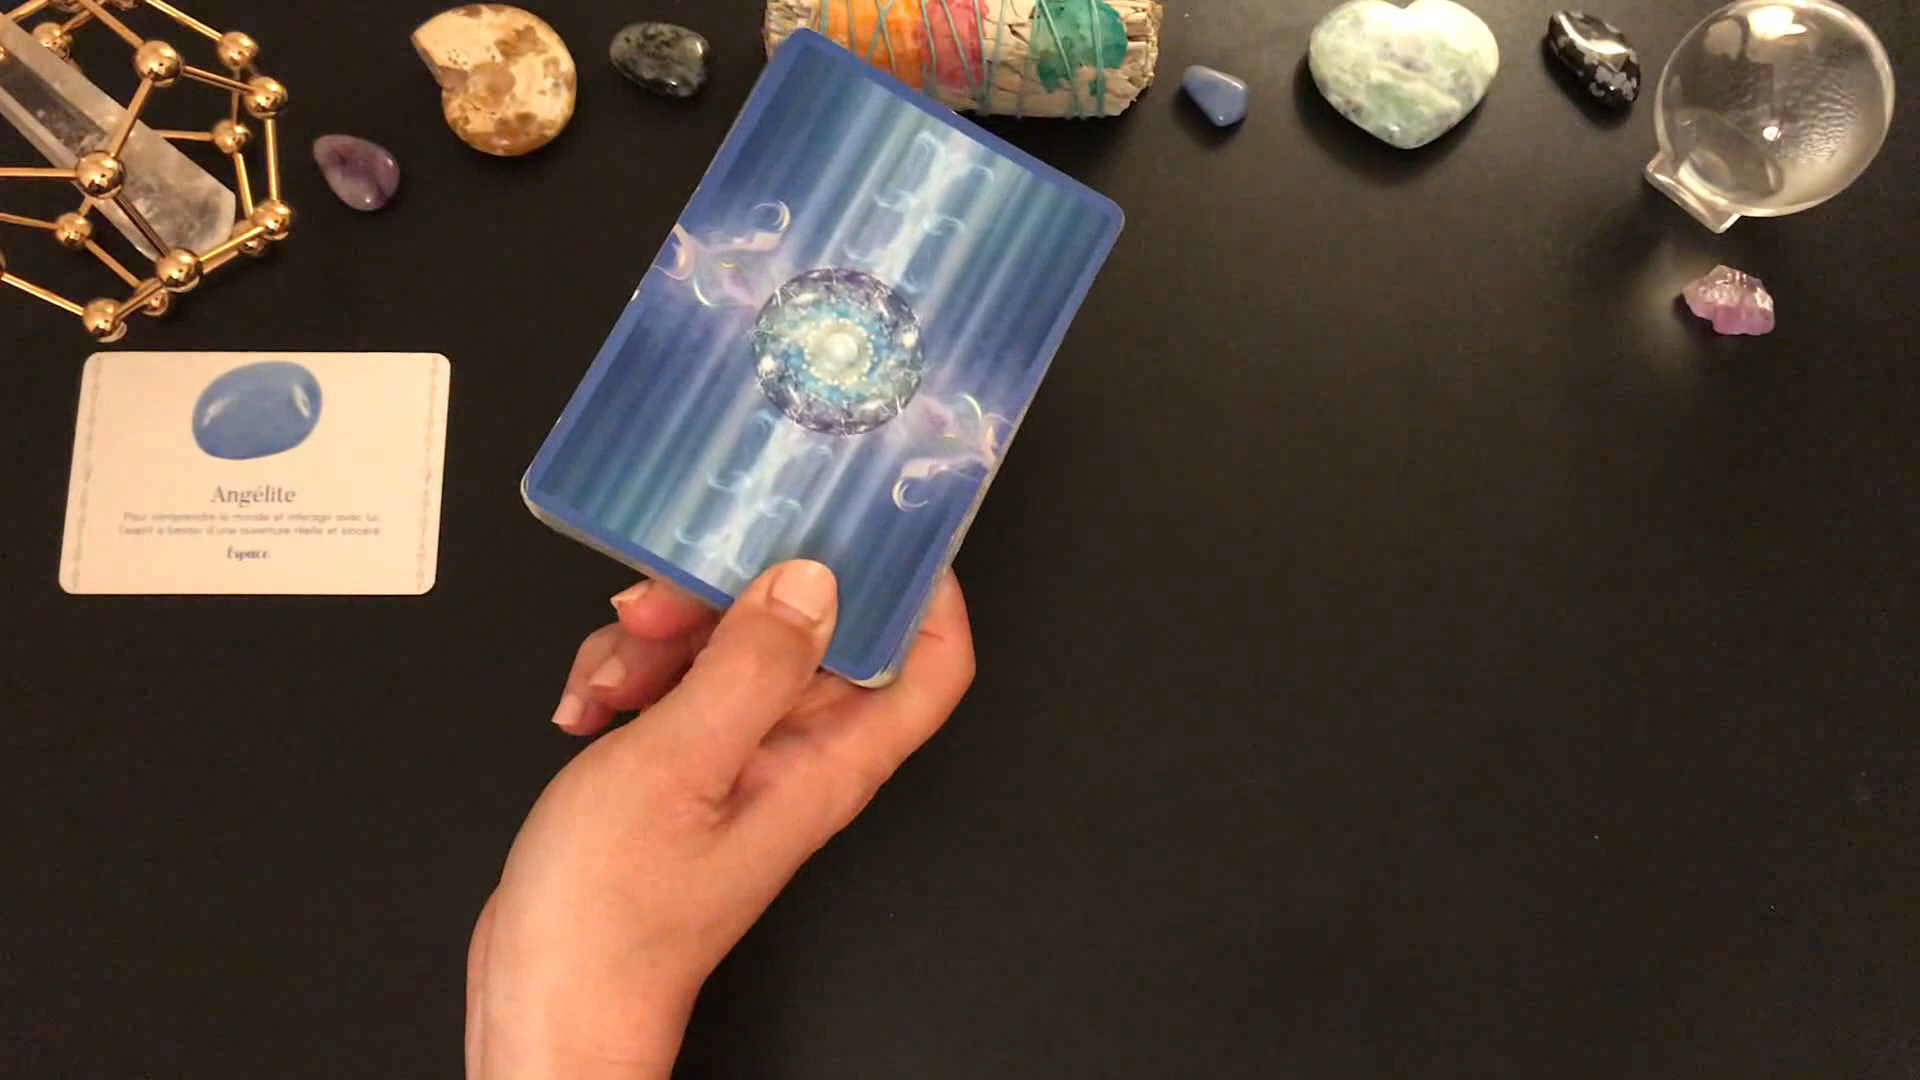 Angélite
Pour comprendre le monde et interagir avec lui,
l'esprit a besoin d'une ouverture réelle et sincère.
Espace